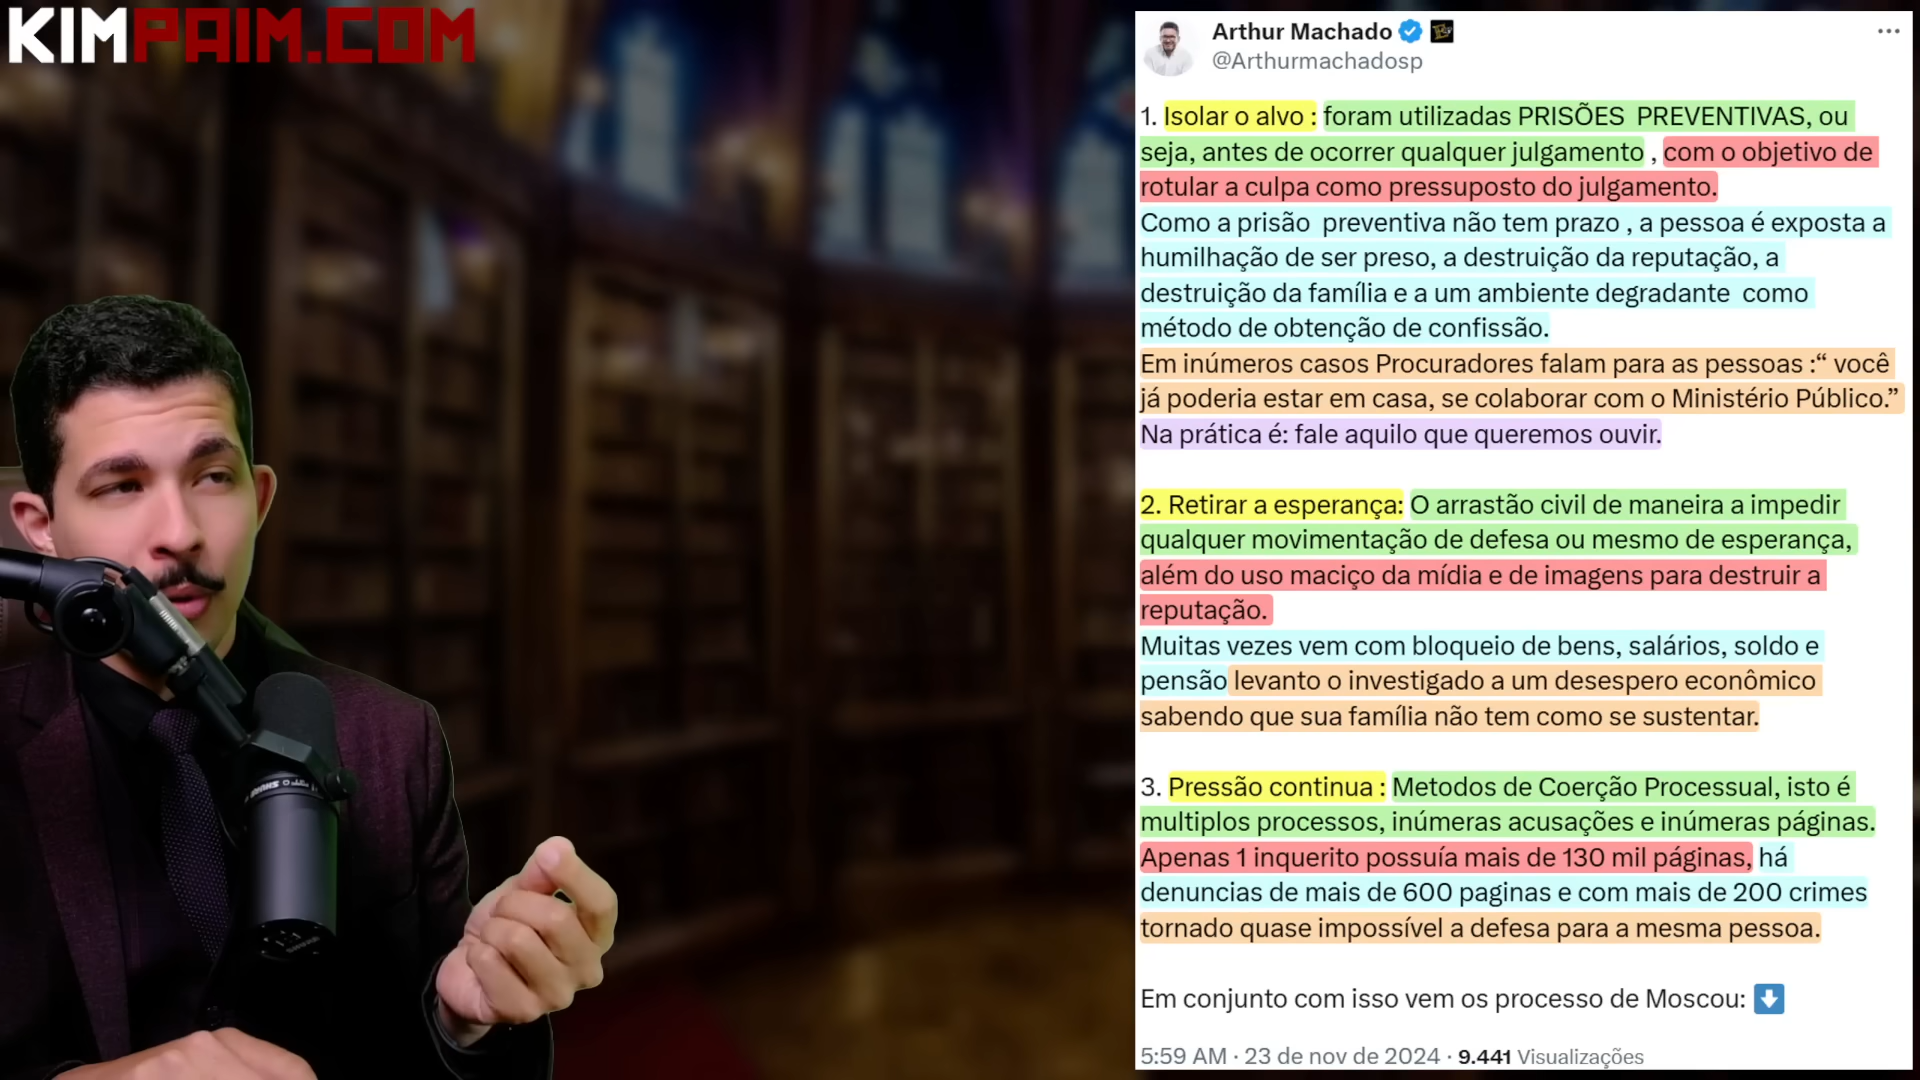 KIMPAIM.COM
Arthur Machado
@Arthurmachadosp
1. Isolar o alvo : foram utilizadas PRISÕES PREVENTIVAS, ou
seja, antes de ocorrer qualquer julgamento , com o objetivo de
rotular a culpa como pressuposto do julgamento.
Como a prisão preventiva não tem prazo , a pessoa é exposta a
humilhação de ser preso, a destruição da reputação, a
destruição da família e a um ambiente degradante como
método de obtenção de confissão.
Em inúmeros casos Procuradores falam para as pessoas :“ você
já poderia estar em casa, se colaborar com o Ministério Público.”
Na prática é: fale aquilo que queremos ouvir.
2. Retirar a esperança: O arrastão civil de maneira a impedir
qualquer movimentação de defesa ou mesmo de esperança,
além do uso maciço da mídia e de imagens para destruir a
reputação.
Muitas vezes vem com bloqueio de bens, salários, soldo e
pensão levanto o investigado a um desespero econômico
sabendo que sua família não tem como se sustentar.
3. Pressão continua : Metodos de Coerção Processual, isto é
multiplos processos, inúmeras acusações e inúmeras páginas.
Apenas 1 inquerito possuía mais de 130 mil páginas, há
denuncias de mais de 600 paginas e com mais de 200 crimes
tornado quase impossível a defesa para a mesma pessoa.
Em conjunto com isso vem os processo de Moscou: ⬇
5:59 AM · 23 de nov de 2024 · 9.441 Visualizações